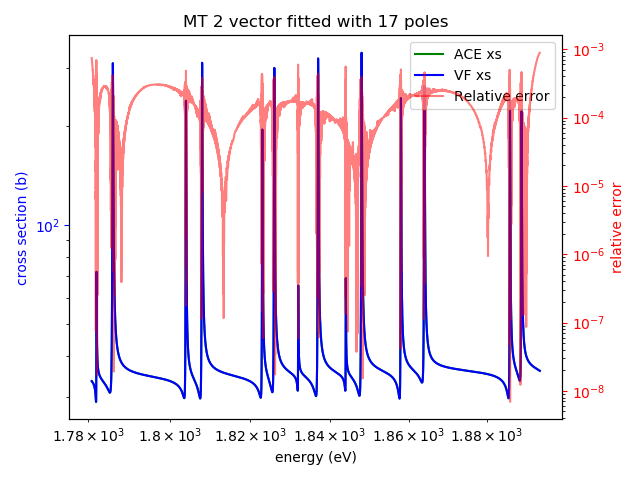 MT 2 vector fitted with 17 poles
ACE xs
VF xs
Relative error
cross section (b)
10²
relative error
10⁻³
10⁻⁴
10⁻⁵
10⁻⁶
10⁻⁷
10⁻⁸
1.78×10³ 1.8×10³ 1.82×10³ 1.84×10³ 1.86×10³ 1.88×10³
energy (eV)